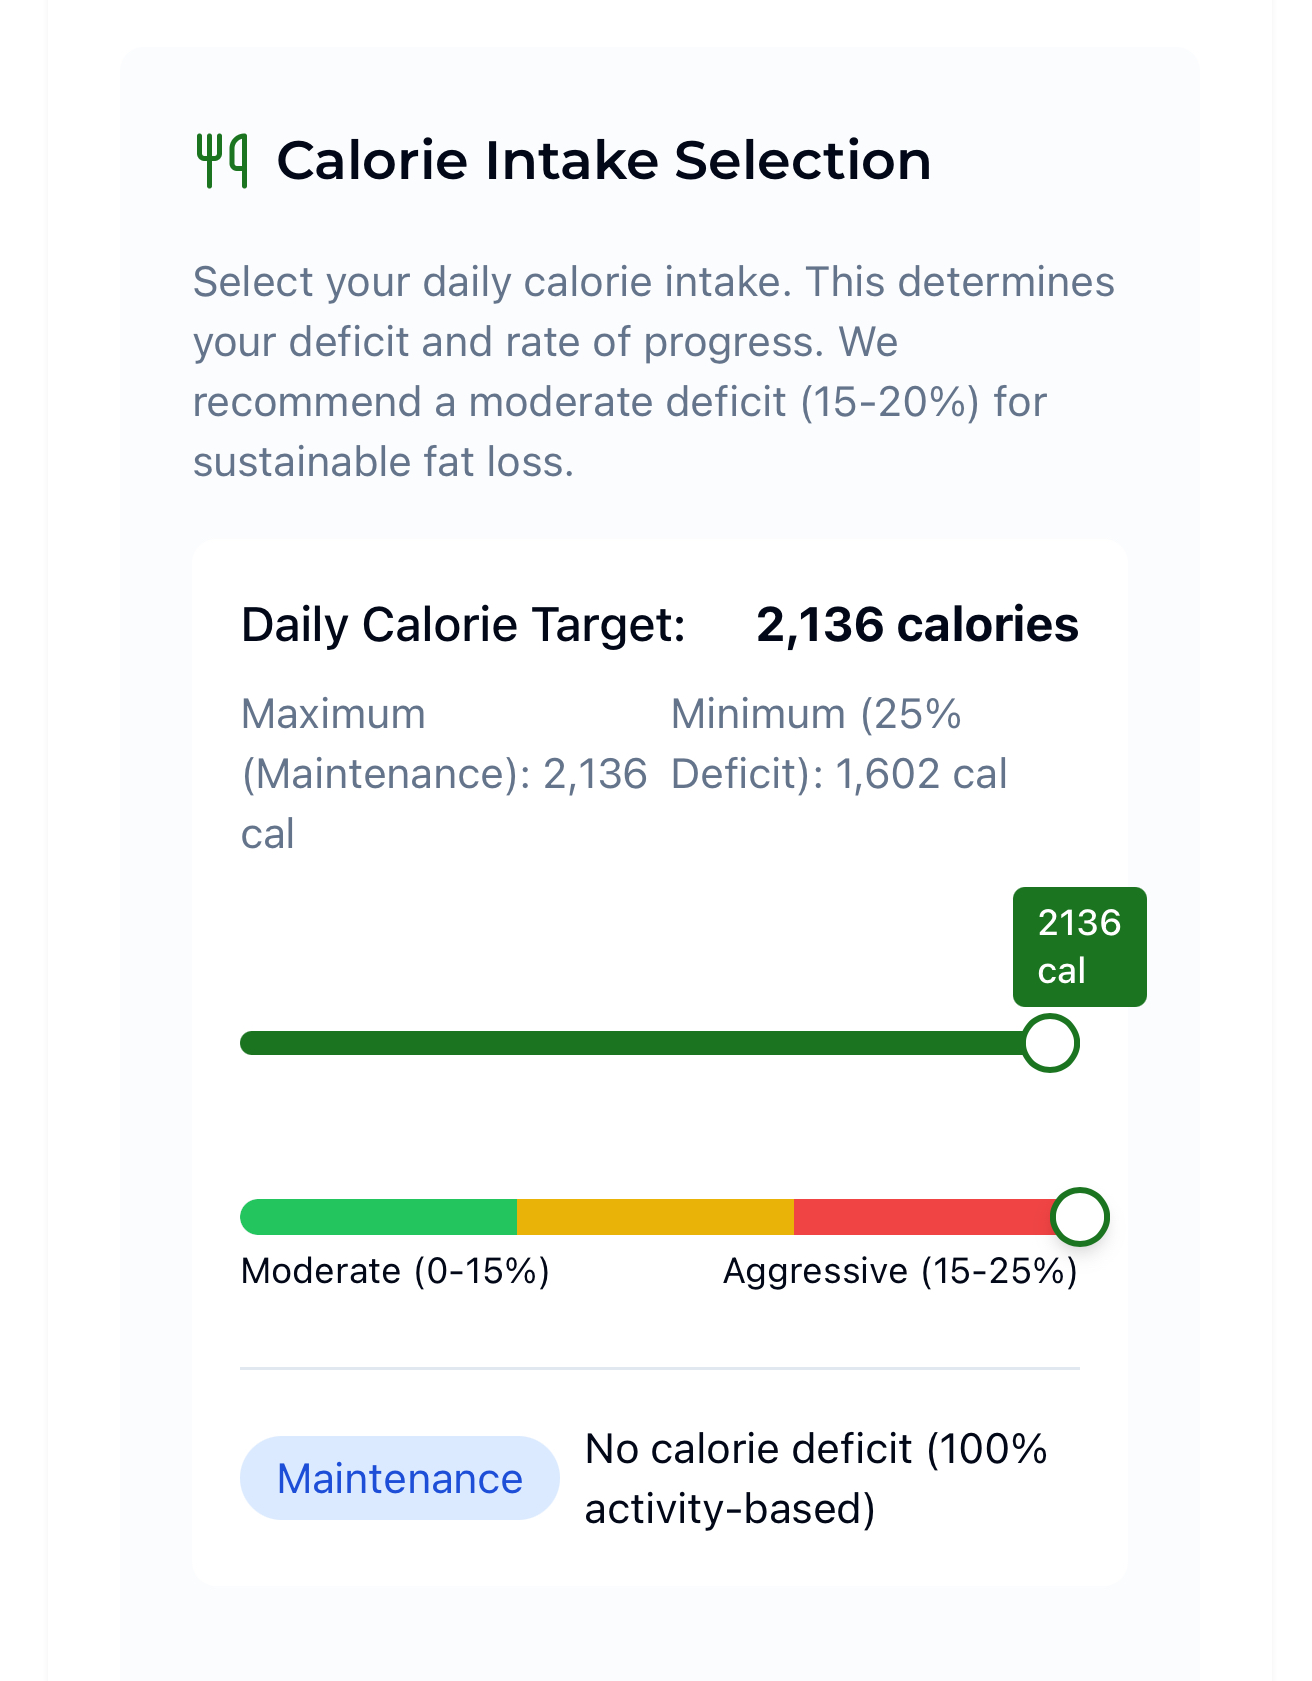 Calorie Intake Selection
Select your daily calorie intake. This determines
your deficit and rate of progress. We
recommend a moderate deficit (15-20%) for
sustainable fat loss.
Daily Calorie Target: 2,136 calories
Maximum
(Maintenance): 2,136
cal
Minimum (25%
Deficit): 1,602 cal
2136
cal
Moderate (0-15%) Aggressive (15-25%)
Maintenance
No calorie deficit (100%
activity-based)